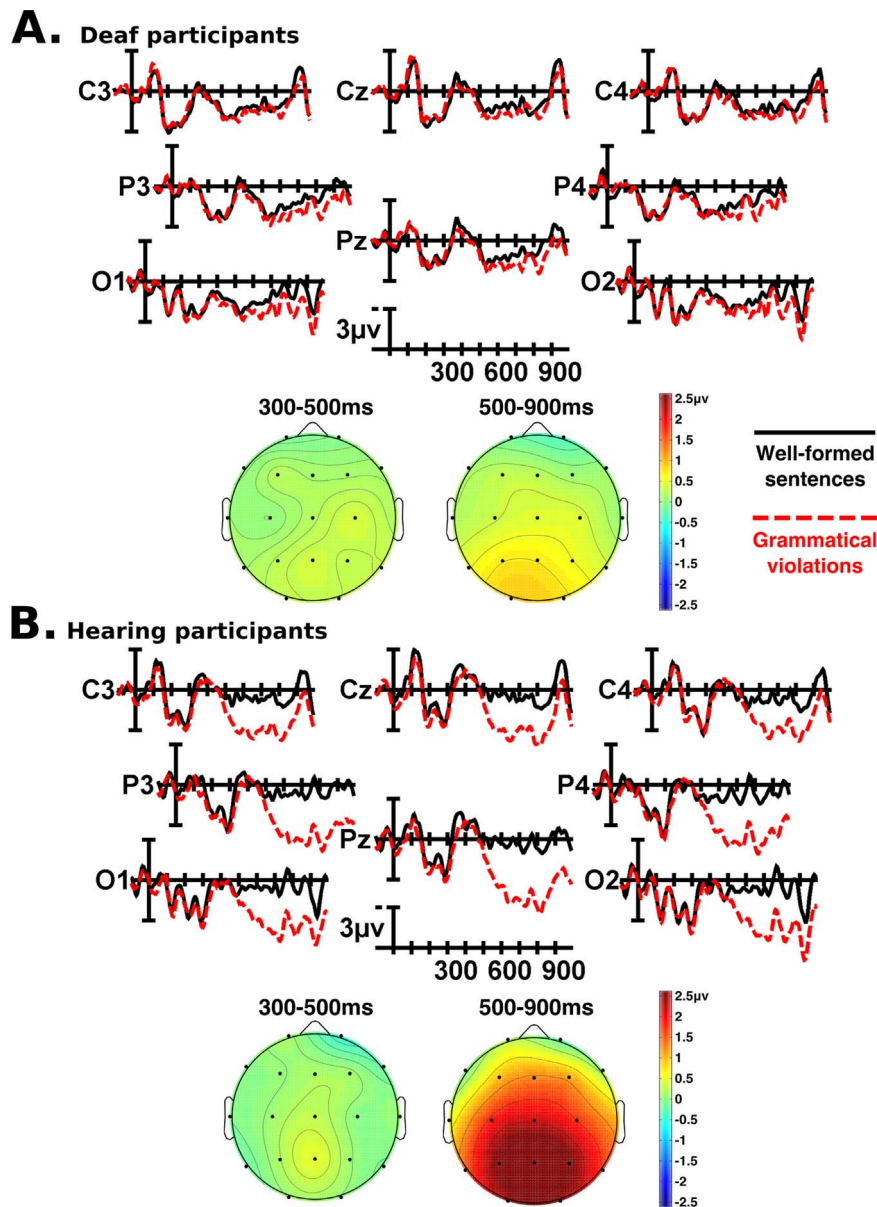 A. Deaf participants
C3 Cz C4
P3 P4
Pz
O1 O2
3μv
300 600 900
300-500ms 500-900ms
2.5μv
2
1.5
1
0.5
0
-0.5
-1
-1.5
-2
-2.5
Well-formed
sentences
Grammatical
violations
B. Hearing participants
C3 Cz C4
P3 P4
Pz
O1 O2
3μv
300 600 900
300-500ms 500-900ms
2.5μv
2
1.5
1
0.5
0
-0.5
-1
-1.5
-2
-2.5